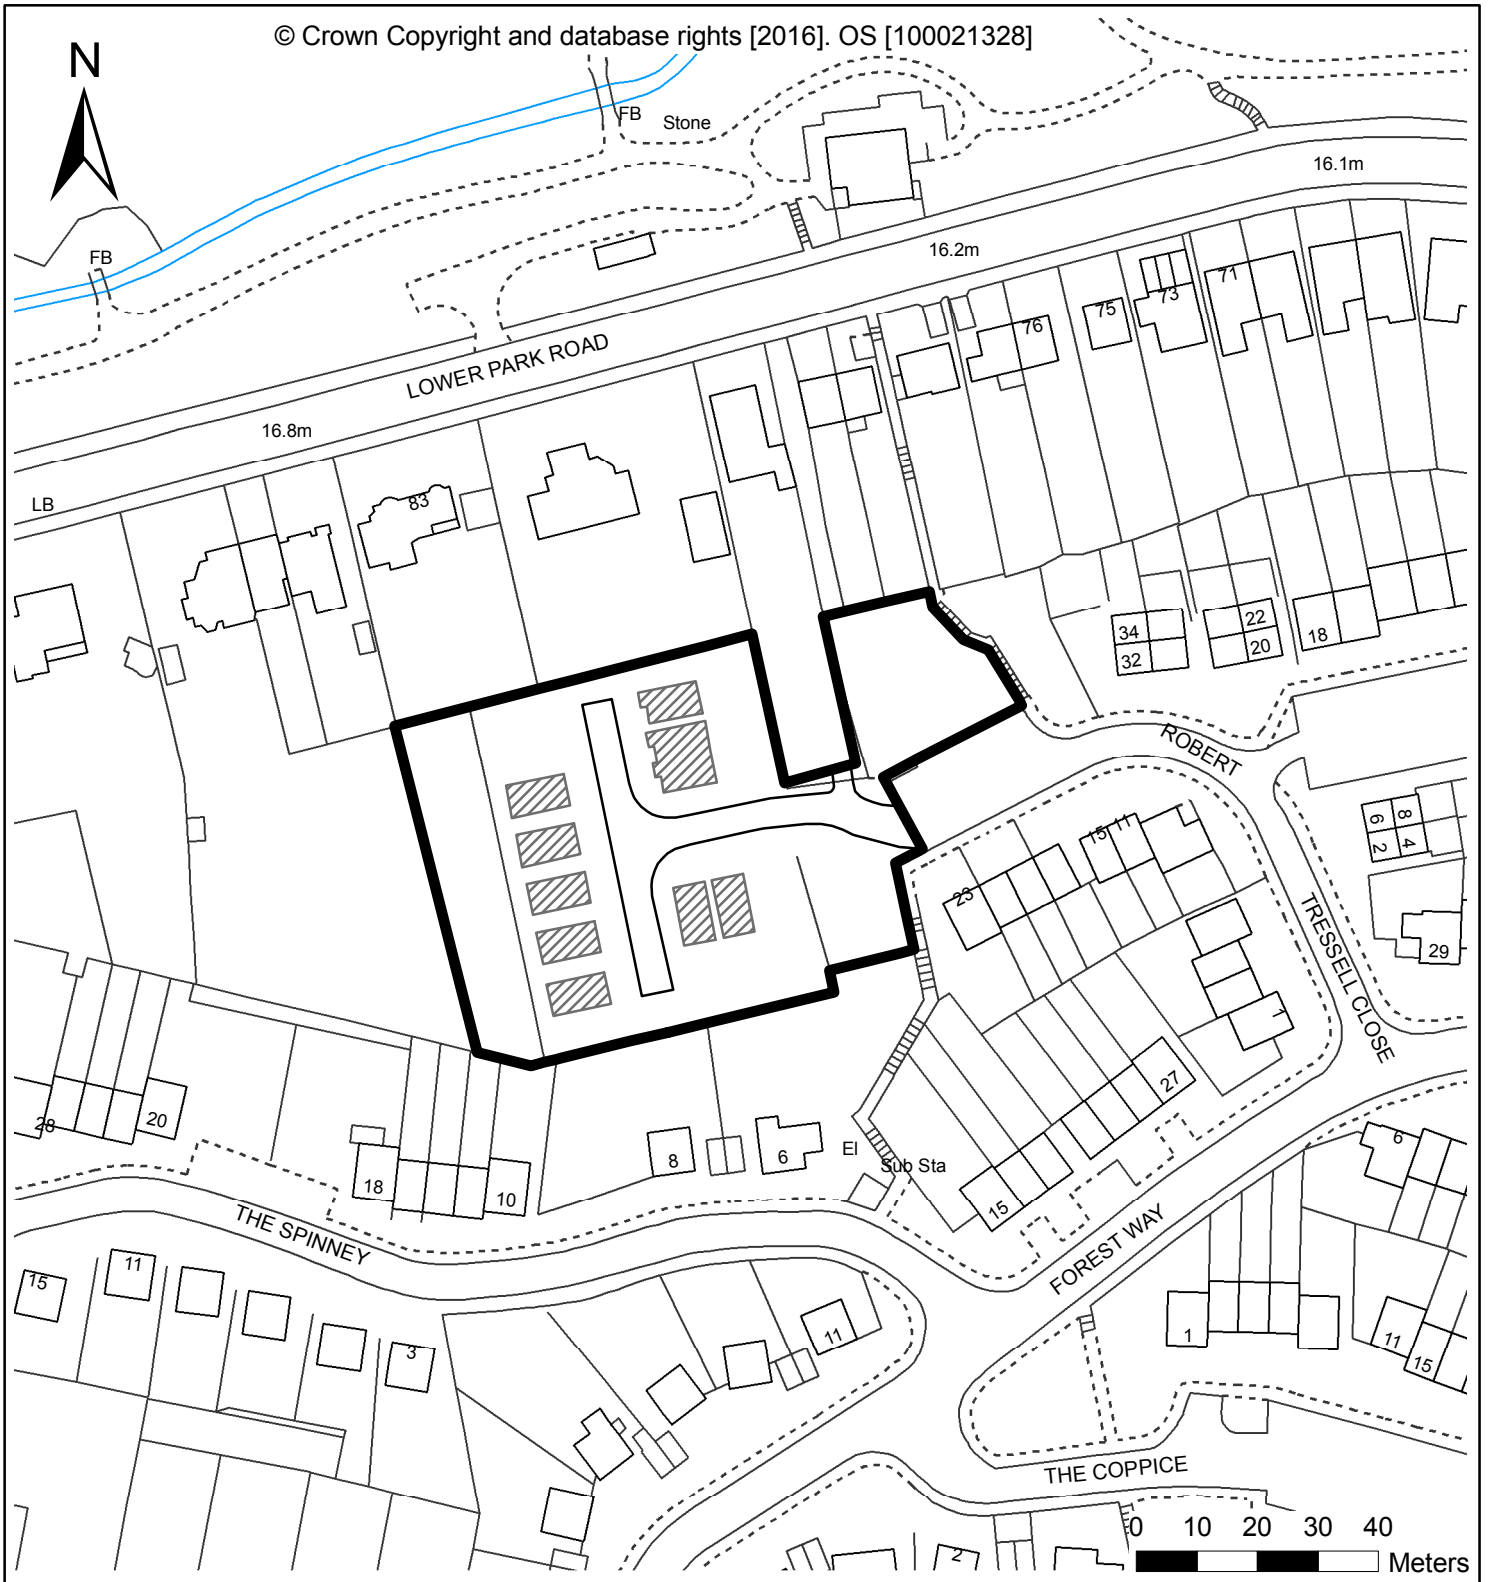 © Crown Copyright and database rights [2016]. OS [100021328]
N
FB
Stone
16.1m
16.2m
FB
71
73
75
76
LOWER PARK ROAD
16.8m
83
LB
34
22
18
32
20
ROBERT
6
8
2
4
15
11
23
TRESSELL CLOSE
29
1
27
28
20
8
6
El
Sub Sta
6
18
10
15
THE SPINNEY
FOREST WAY
15
11
3
11
1
11
15
THE COPPICE
2
0 10 20 30 40
Meters